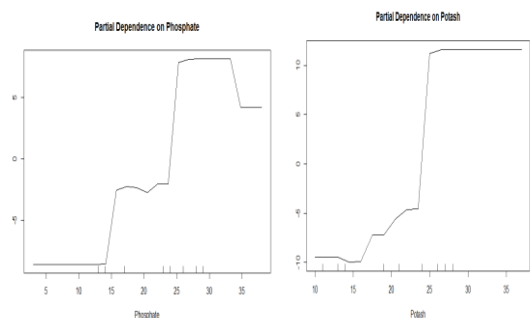 Partial Dependence on Phosphate
5
0
-5
5 10 15 20 25 30 35
Phosphate
Partial Dependence on Potash
10
5
0
-5
-10
10 15 20 25 30 35
Potash